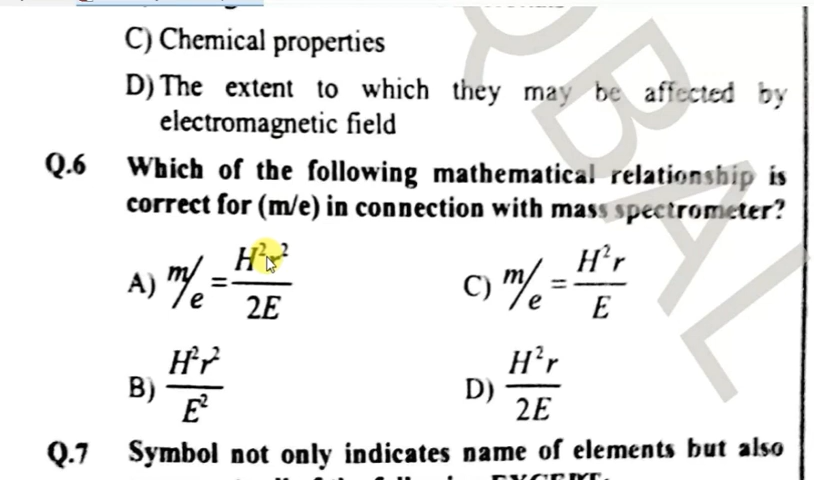 C) Chemical properties
D) The extent to which they may be affected by
electromagnetic field
Q.6 Which of the following mathematical relationship is
correct for (m/e) in connection with mass spectrometer?
A) m/e = H²r²/2E C) m/e = H²r/E
B) H²r²/E² D) H²r/2E
Q.7 Symbol not only indicates name of elements but also